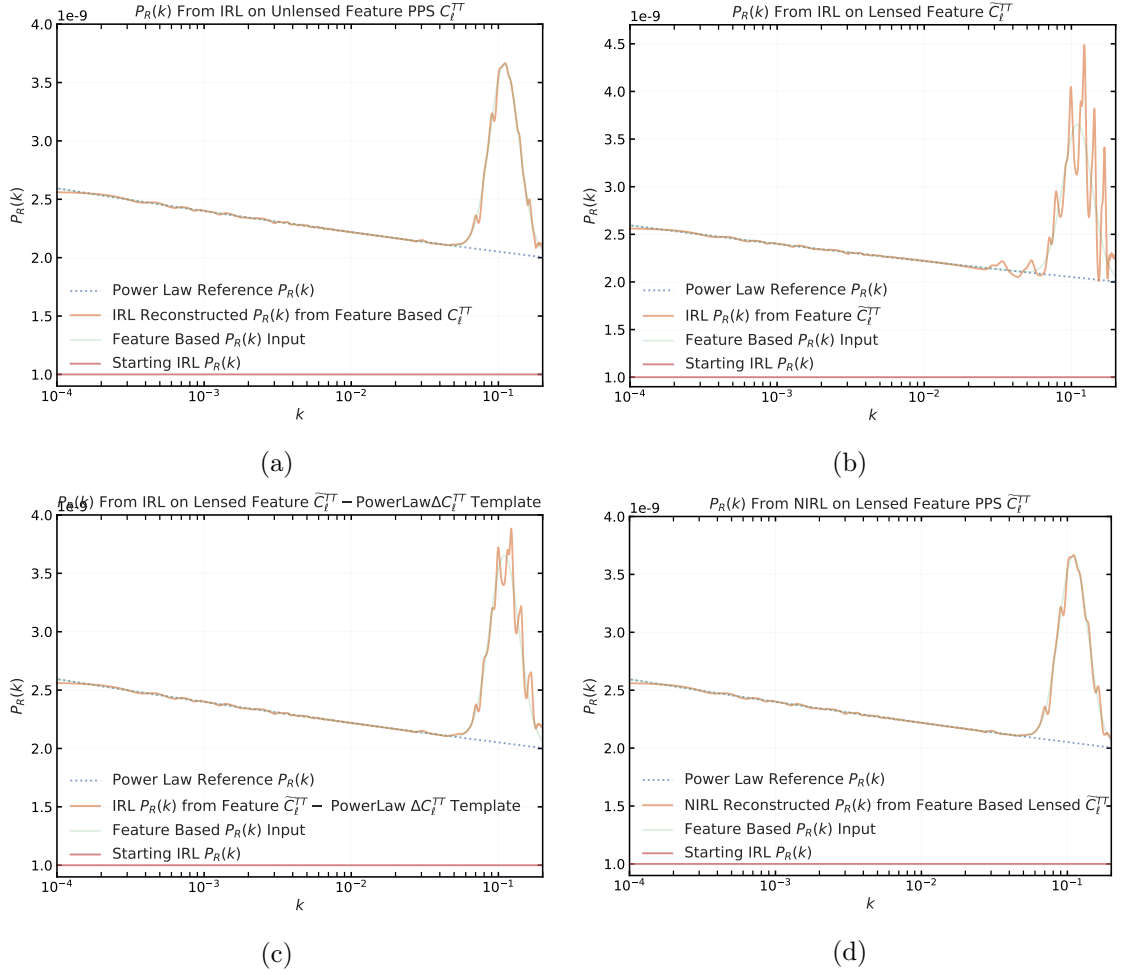 P_R(k) From IRL on Unlensed Feature PPS C_ℓ^TT
1e-9
4.0
3.5
3.0
2.5
2.0
1.5
1.0
P_R(k)
Power Law Reference P_R(k)
IRL Reconstructed P_R(k) from Feature Based C_ℓ^TT
Feature Based P_R(k) Input
Starting IRL P_R(k)
10^−4 10^−3 10^−2 10^−1
k
(a)
P_R(k) From IRL on Lensed Feature C̃_ℓ^TT
1e-9
4.5
4.0
3.5
3.0
2.5
2.0
1.5
1.0
P_R(k)
Power Law Reference P_R(k)
IRL P_R(k) from Feature C̃_ℓ^TT
Feature Based P_R(k) Input
Starting IRL P_R(k)
10^−4 10^−3 10^−2 10^−1
k
(b)
P_R(k) From IRL on Lensed Feature C̃_ℓ^TT − PowerLawΔC_ℓ^TT Template
1e-9
4.0
3.5
3.0
2.5
2.0
1.5
1.0
P_R(k)
Power Law Reference P_R(k)
IRL P_R(k) from Feature C̃_ℓ^TT − PowerLaw ΔC_ℓ^TT Template
Feature Based P_R(k) Input
Starting IRL P_R(k)
10^−4 10^−3 10^−2 10^−1
k
(c)
P_R(k) From NIRL on Lensed Feature PPS C̃_ℓ^TT
1e-9
4.0
3.5
3.0
2.5
2.0
1.5
1.0
P_R(k)
Power Law Reference P_R(k)
NIRL Reconstructed P_R(k) from Feature Based Lensed C̃_ℓ^TT
Feature Based P_R(k) Input
Starting IRL P_R(k)
10^−4 10^−3 10^−2 10^−1
k
(d)